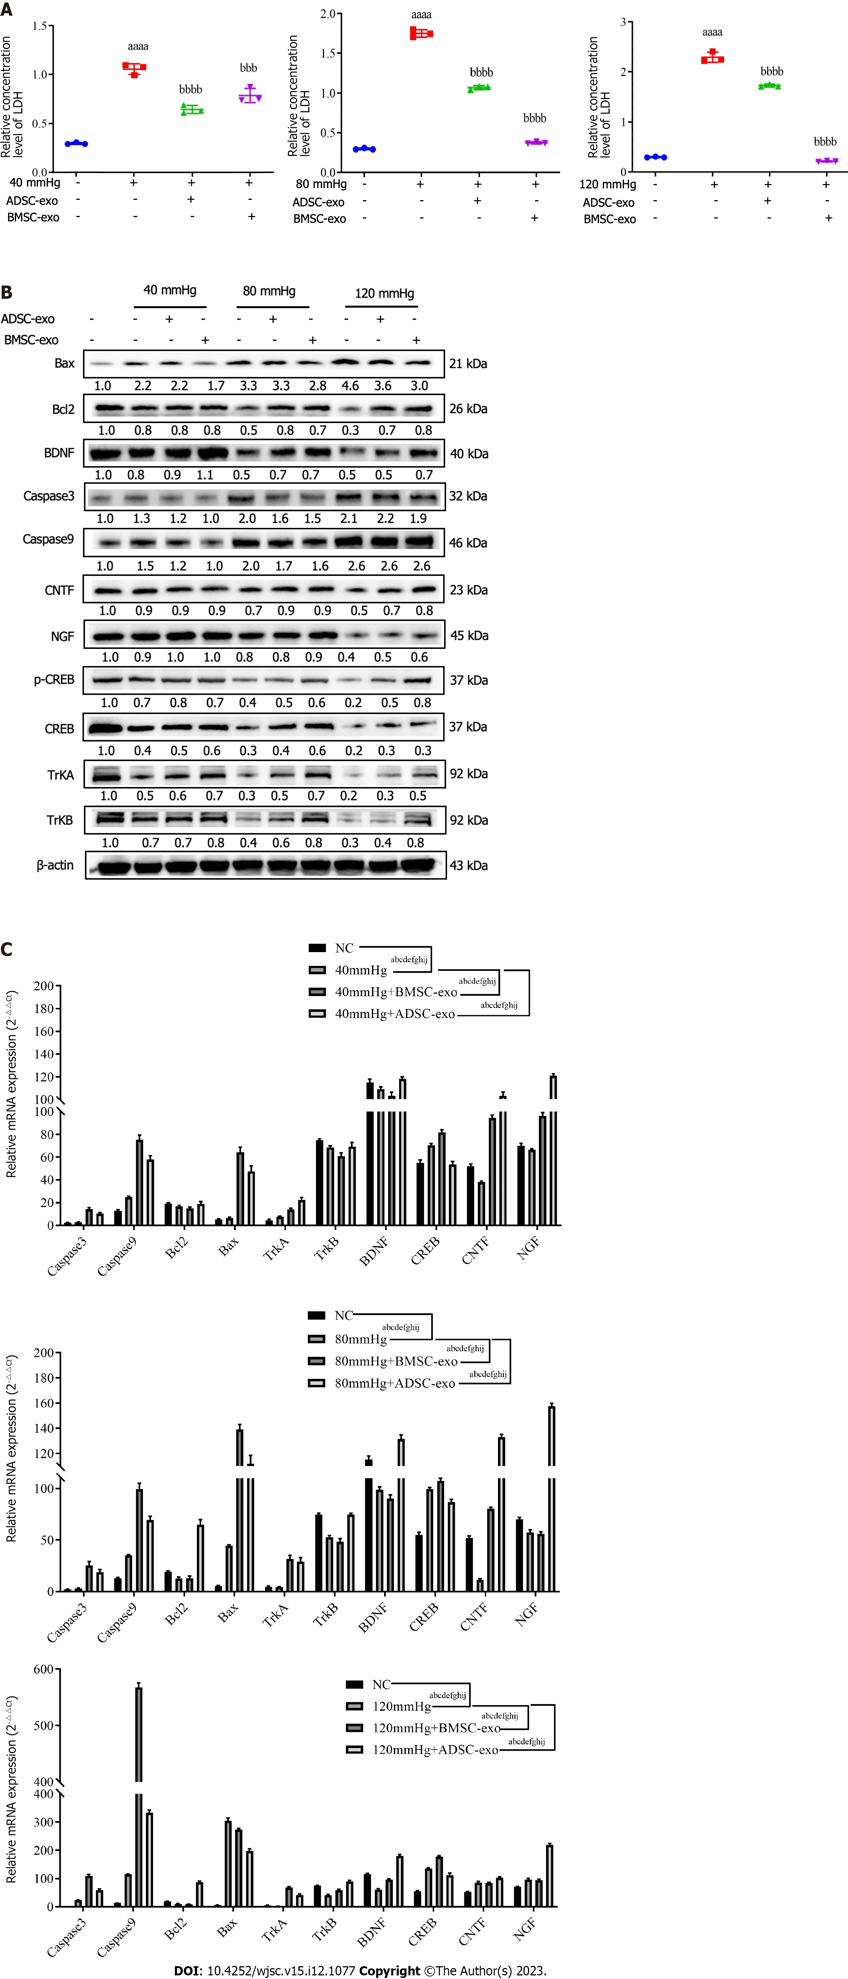 A
Relative concentration
level of LDH
1.5
1.0
0.5
0.0
aaaa
bbbb
bbb
40 mmHg - + + +
ADSC-exo - - + -
BMSC-exo - - - +
Relative concentration
level of LDH
2.0
1.5
1.0
0.5
0.0
aaaa
bbbb
bbbb
80 mmHg - + + +
ADSC-exo - - + -
BMSC-exo - - - +
Relative concentration
level of LDH
3
2
1
0
aaaa
bbbb
bbbb
120 mmHg - + + +
ADSC-exo - - + -
BMSC-exo - - - +
B
40 mmHg 80 mmHg 120 mmHg
ADSC-exo - - + - - + - - + -
BMSC-exo - - - + - - + - - +
Bax 21 kDa
1.0 2.2 2.2 1.7 3.3 3.3 2.8 4.6 3.6 3.0
Bcl2 26 kDa
1.0 0.8 0.8 0.8 0.5 0.8 0.7 0.3 0.7 0.8
BDNF 40 kDa
1.0 0.8 0.9 1.1 0.5 0.7 0.7 0.5 0.5 0.7
Caspase3 32 kDa
1.0 1.3 1.2 1.0 2.0 1.6 1.5 2.1 2.2 1.9
Caspase9 46 kDa
1.0 1.5 1.2 1.0 2.0 1.7 1.6 2.6 2.6 2.6
CNTF 23 kDa
1.0 0.9 0.9 0.9 0.7 0.9 0.9 0.5 0.7 0.8
NGF 45 kDa
1.0 0.9 1.0 1.0 0.8 0.8 0.9 0.4 0.5 0.6
p-CREB 37 kDa
1.0 0.7 0.8 0.7 0.4 0.5 0.6 0.2 0.5 0.8
CREB 37 kDa
1.0 0.4 0.5 0.6 0.3 0.4 0.6 0.2 0.3 0.3
TrKA 92 kDa
1.0 0.5 0.6 0.7 0.3 0.5 0.7 0.2 0.3 0.5
TrKB 92 kDa
1.0 0.7 0.7 0.8 0.4 0.6 0.8 0.3 0.4 0.8
β-actin 43 kDa
C
NC
abcdefghij
40mmHg
abcdefghij
40mmHg+BMSC-exo
abcdefghij
40mmHg+ADSC-exo
Relative mRNA expression (2-△△Ct)
200
180
160
140
120
100
100
80
60
40
20
0
Caspase3 Caspase9 Bcl2 Bax TrkA TrkB BDNF CREB CNTF NGF
NC
abcdefghij
80mmHg
abcdefghij
80mmHg+BMSC-exo
abcdefghij
80mmHg+ADSC-exo
Relative mRNA expression (2-△△Ct)
200
180
160
140
120
100
50
0
Caspase3 Caspase9 Bcl2 Bax TrkA TrkB BDNF CREB CNTF NGF
NC
abcdefghij
120mmHg
abcdefghij
120mmHg+BMSC-exo
abcdefghij
120mmHg+ADSC-exo
Relative mRNA expression (2-△△Ct)
600
500
400
400
300
200
100
0
Caspase3 Caspase9 Bcl2 Bax TrkA TrkB BDNF CREB CNTF NGF
DOI: 10.4252/wjsc.v15.i12.1077 Copyright ©The Author(s) 2023.